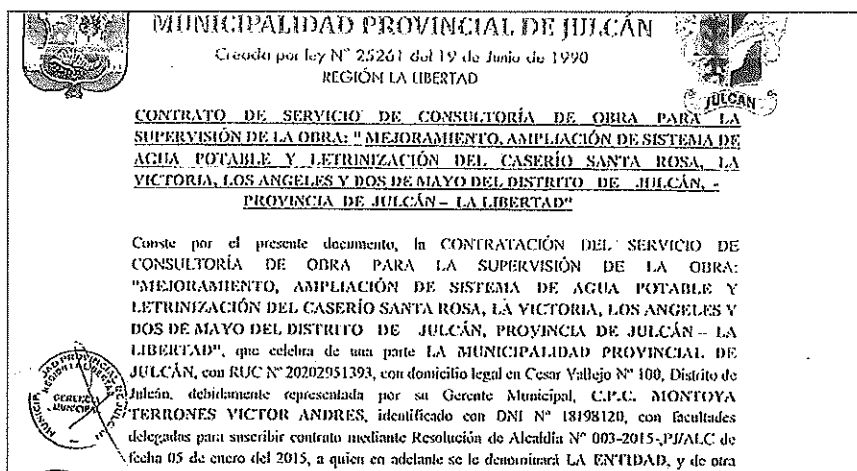 MUNICIPALIDAD PROVINCIAL DE JULCÁN
Creada por ley N° 25261 del 19 de Junio de 1990
REGIÓN LA LIBERTAD
JULCAN
CONTRATO DE SERVICIO DE CONSULTORÍA DE OBRA PARA LA
SUPERVISIÓN DE LA OBRA: " MEJORAMIENTO, AMPLIACIÓN DE SISTEMA DE
AGUA POTABLE Y LETRINIZACIÓN DEL CASERÍO SANTA ROSA, LA
VICTORIA, LOS ANGELES Y DOS DE MAYO DEL DISTRITO DE JULCÁN, -
PROVINCIA DE JULCÁN – LA LIBERTAD"
Conste por el presente documento, la CONTRATACIÓN DEL SERVICIO DE
CONSULTORÍA DE OBRA PARA LA SUPERVISIÓN DE LA OBRA:
"MEJORAMIENTO, AMPLIACIÓN DE SISTEMA DE AGUA POTABLE Y
LETRINIZACIÓN DEL CASERÍO SANTA ROSA, LA VICTORIA, LOS ANGELES Y
DOS DE MAYO DEL DISTRITO DE JULCÁN, PROVINCIA DE JULCÁN – LA
LIBERTAD", que celebra de una parte LA MUNICIPALIDAD PROVINCIAL DE
JULCÁN, con RUC N° 20202951393, con domicilio legal en Cesar Vallejo N° 100, Distrito de
Julcán, debidamente representada por su Gerente Municipal, C.P.C. MONTOYA
TERRONES VICTOR ANDRES, identificado con DNI N° 18198120, con facultades
delegadas para suscribir contrato mediante Resolución de Alcaldía N° 003-2015-,PJ/ALC de
fecha 05 de enero del 2015, a quien en adelante se le denominará LA ENTIDAD, y de otra